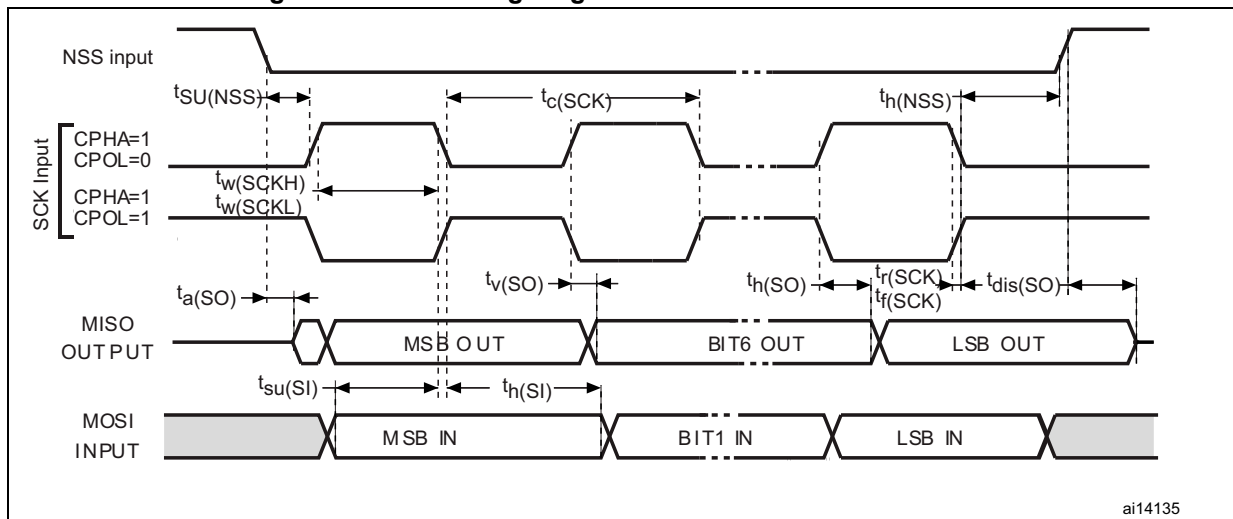 NSS input
tSU(NSS)
tc(SCK)
th(NSS)
SCK Input
CPHA=1
CPOL=0
tw(SCKH)
tw(SCKL)
CPHA=1
CPOL=1
ta(SO)
tv(SO)
th(SO)
tr(SCK)
tf(SCK)
tdis(SO)
MISO
OUTPUT
MSB OUT
BIT6 OUT
LSB OUT
tsu(SI)
th(SI)
MOSI
INPUT
MSB IN
BIT1 IN
LSB IN
ai14135